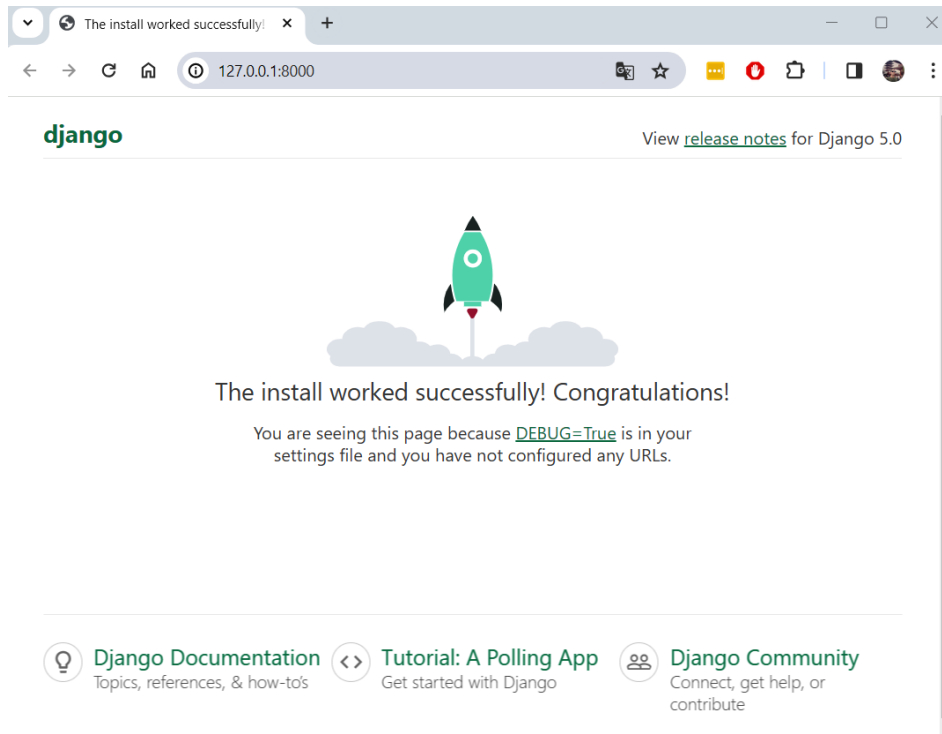 The install worked successfully!
127.0.0.1:8000
django
View release notes for Django 5.0
The install worked successfully! Congratulations!
You are seeing this page because DEBUG=True is in your
settings file and you have not configured any URLs.
Django Documentation
Topics, references, & how-to's
Tutorial: A Polling App
Get started with Django
Django Community
Connect, get help, or
contribute